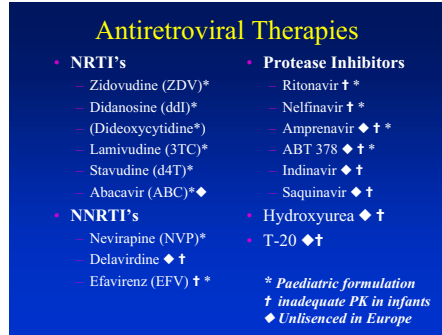 Antiretroviral Therapies
• NRTI's
– Zidovudine (ZDV)*
– Didanosine (ddI)*
– (Dideoxycytidine*)
– Lamivudine (3TC)*
– Stavudine (d4T)*
– Abacavir (ABC)*◆
• NNRTI's
– Nevirapine (NVP)*
– Delavirdine ◆ †
– Efavirenz (EFV) † *
• Protease Inhibitors
– Ritonavir † *
– Nelfinavir † *
– Amprenavir ◆ † *
– ABT 378 ◆ † *
– Indinavir ◆ †
– Saquinavir ◆ †
• Hydroxyurea ◆ †
• T-20 ◆†
* Paediatric formulation
† inadequate PK in infants
◆ Unlisenced in Europe